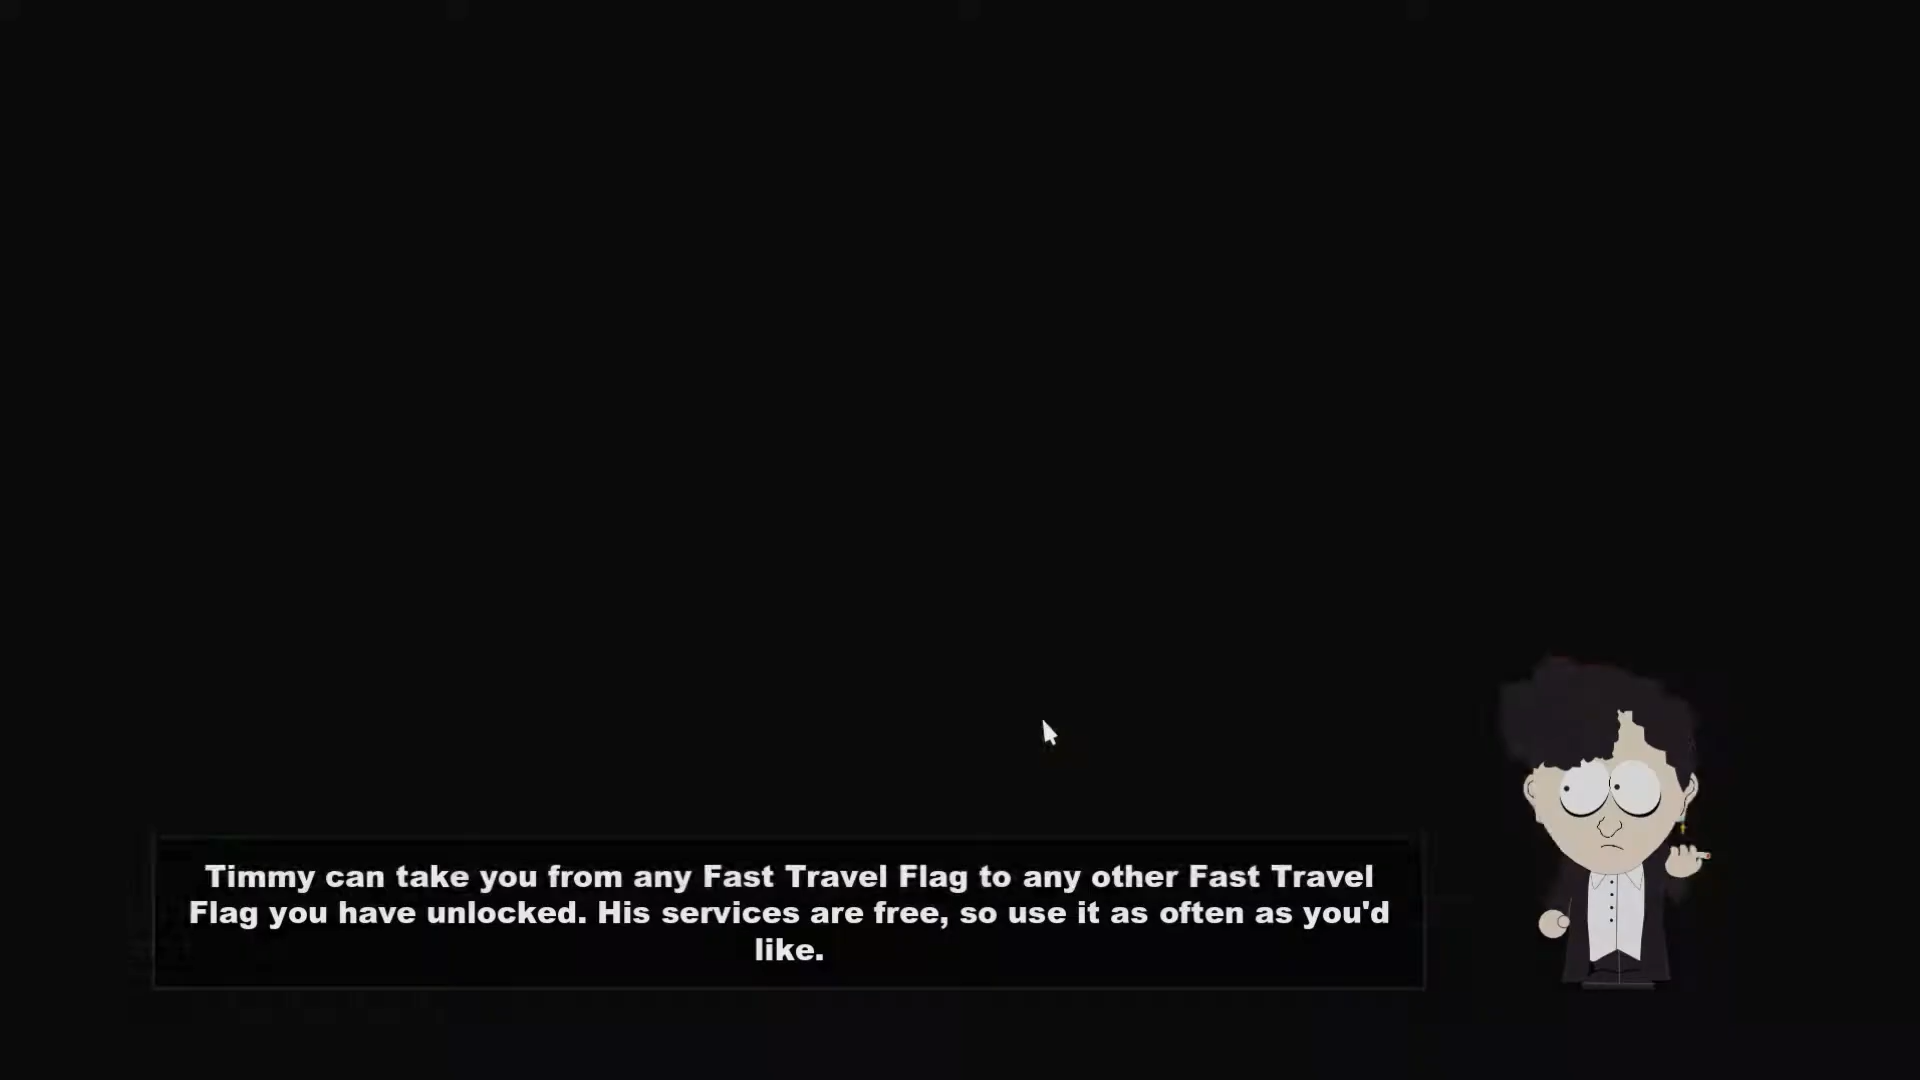 Timmy can take you from any Fast Travel Flag to any other Fast Travel
Flag you have unlocked. His services are free, so use it as often as you'd
like.